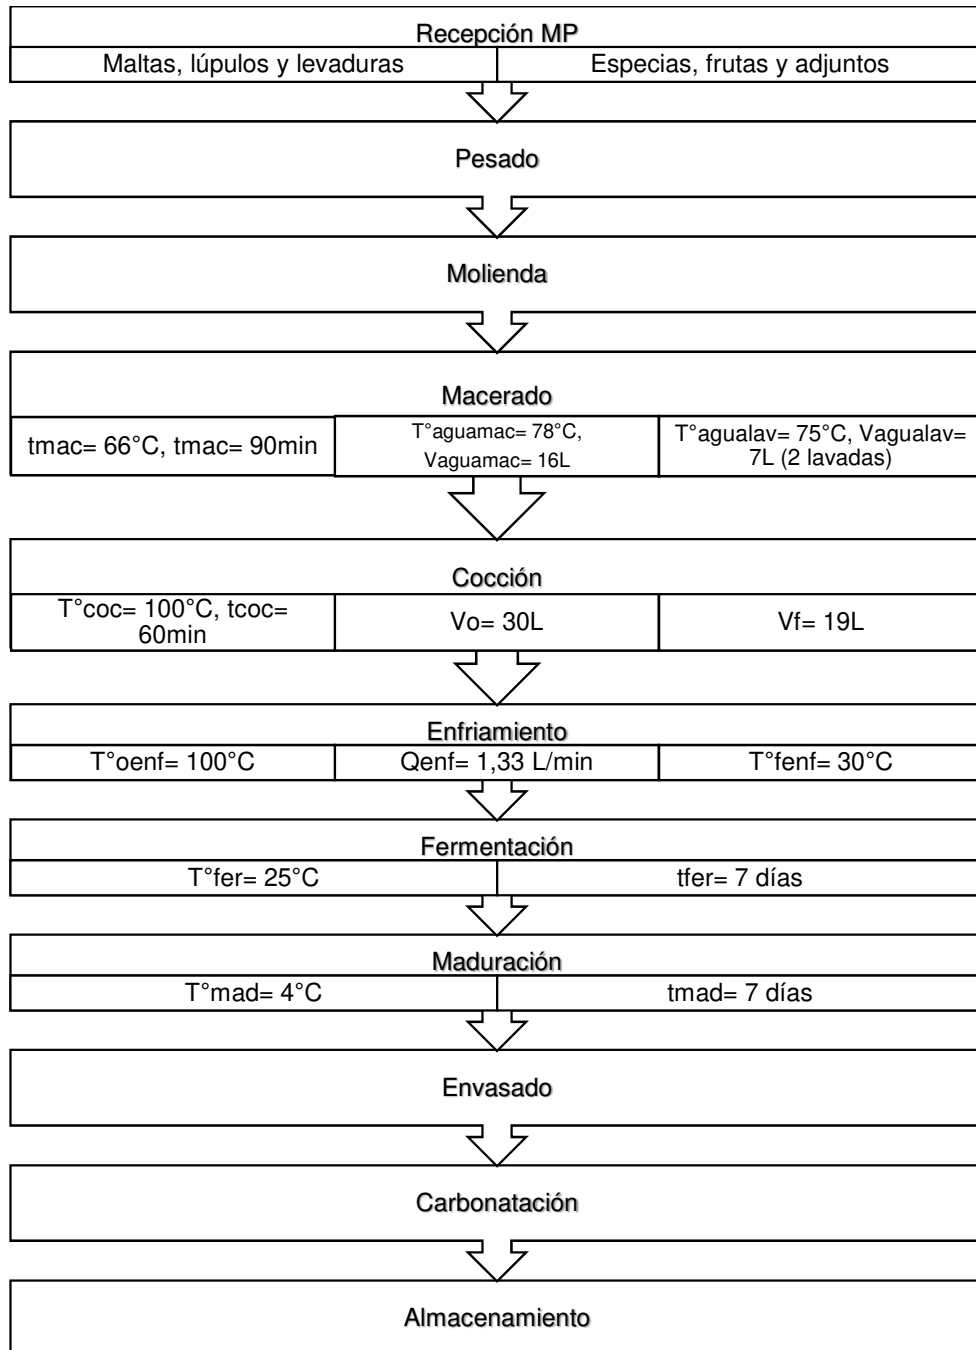 Recepción MP
Maltas, lúpulos y levaduras
Especias, frutas y adjuntos
Pesado
Molienda
Macerado
tmac= 66°C, tmac= 90min
T°aguamac= 78°C,
Vaguamac= 16L
T°agualav= 75°C, Vagualav=
7L (2 lavadas)
Cocción
T°coc= 100°C, tcoc=
60min
Vo= 30L
Vf= 19L
Enfriamiento
T°oenf= 100°C
Qenf= 1,33 L/min
T°fenf= 30°C
Fermentación
T°fer= 25°C
tfer= 7 días
Maduración
T°mad= 4°C
tmad= 7 días
Envasado
Carbonatación
Almacenamiento